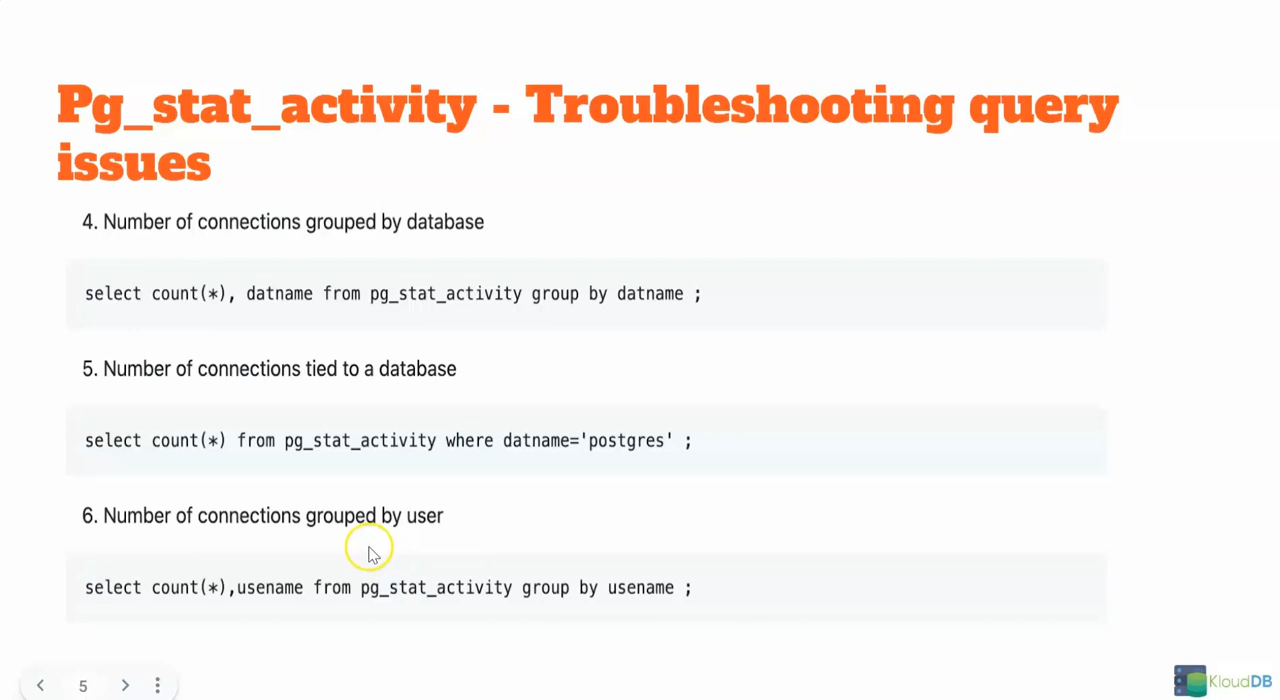 Pg_stat_activity - Troubleshooting query
issues
4. Number of connections grouped by database
select count(*), datname from pg_stat_activity group by datname ;
5. Number of connections tied to a database
select count(*) from pg_stat_activity where datname='postgres' ;
6. Number of connections grouped by user
select count(*),usename from pg_stat_activity group by usename ;
5
KloudDB